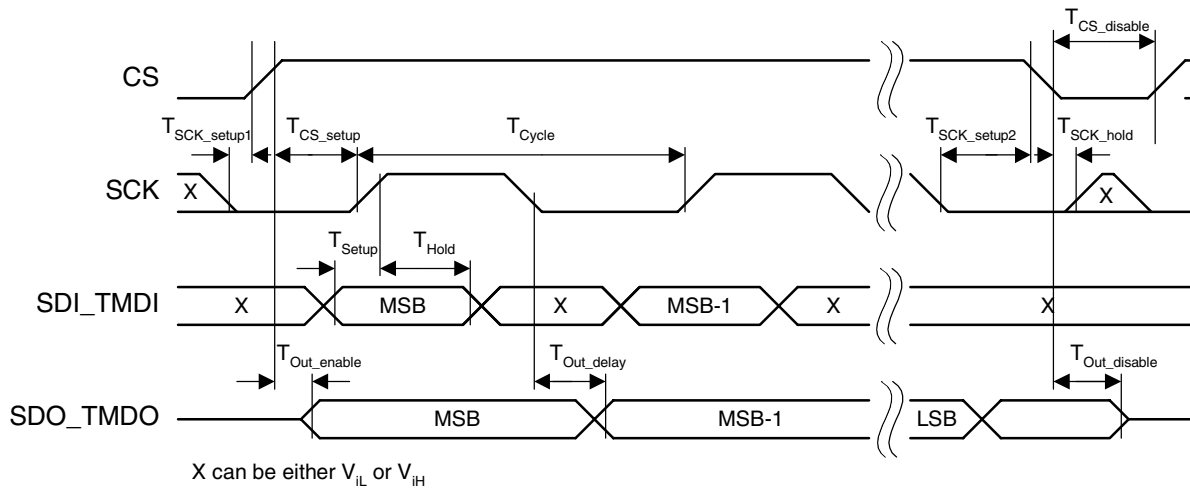 T_CS_disable
CS
T_SCK_setup1 T_CS_setup T_Cycle T_SCK_setup2 T_SCK_hold
SCK X X
T_Setup T_Hold
SDI_TMDI X MSB X MSB-1 X X
T_Out_enable T_Out_delay T_Out_disable
SDO_TMDO MSB MSB-1 LSB
X can be either V_iL or V_iH